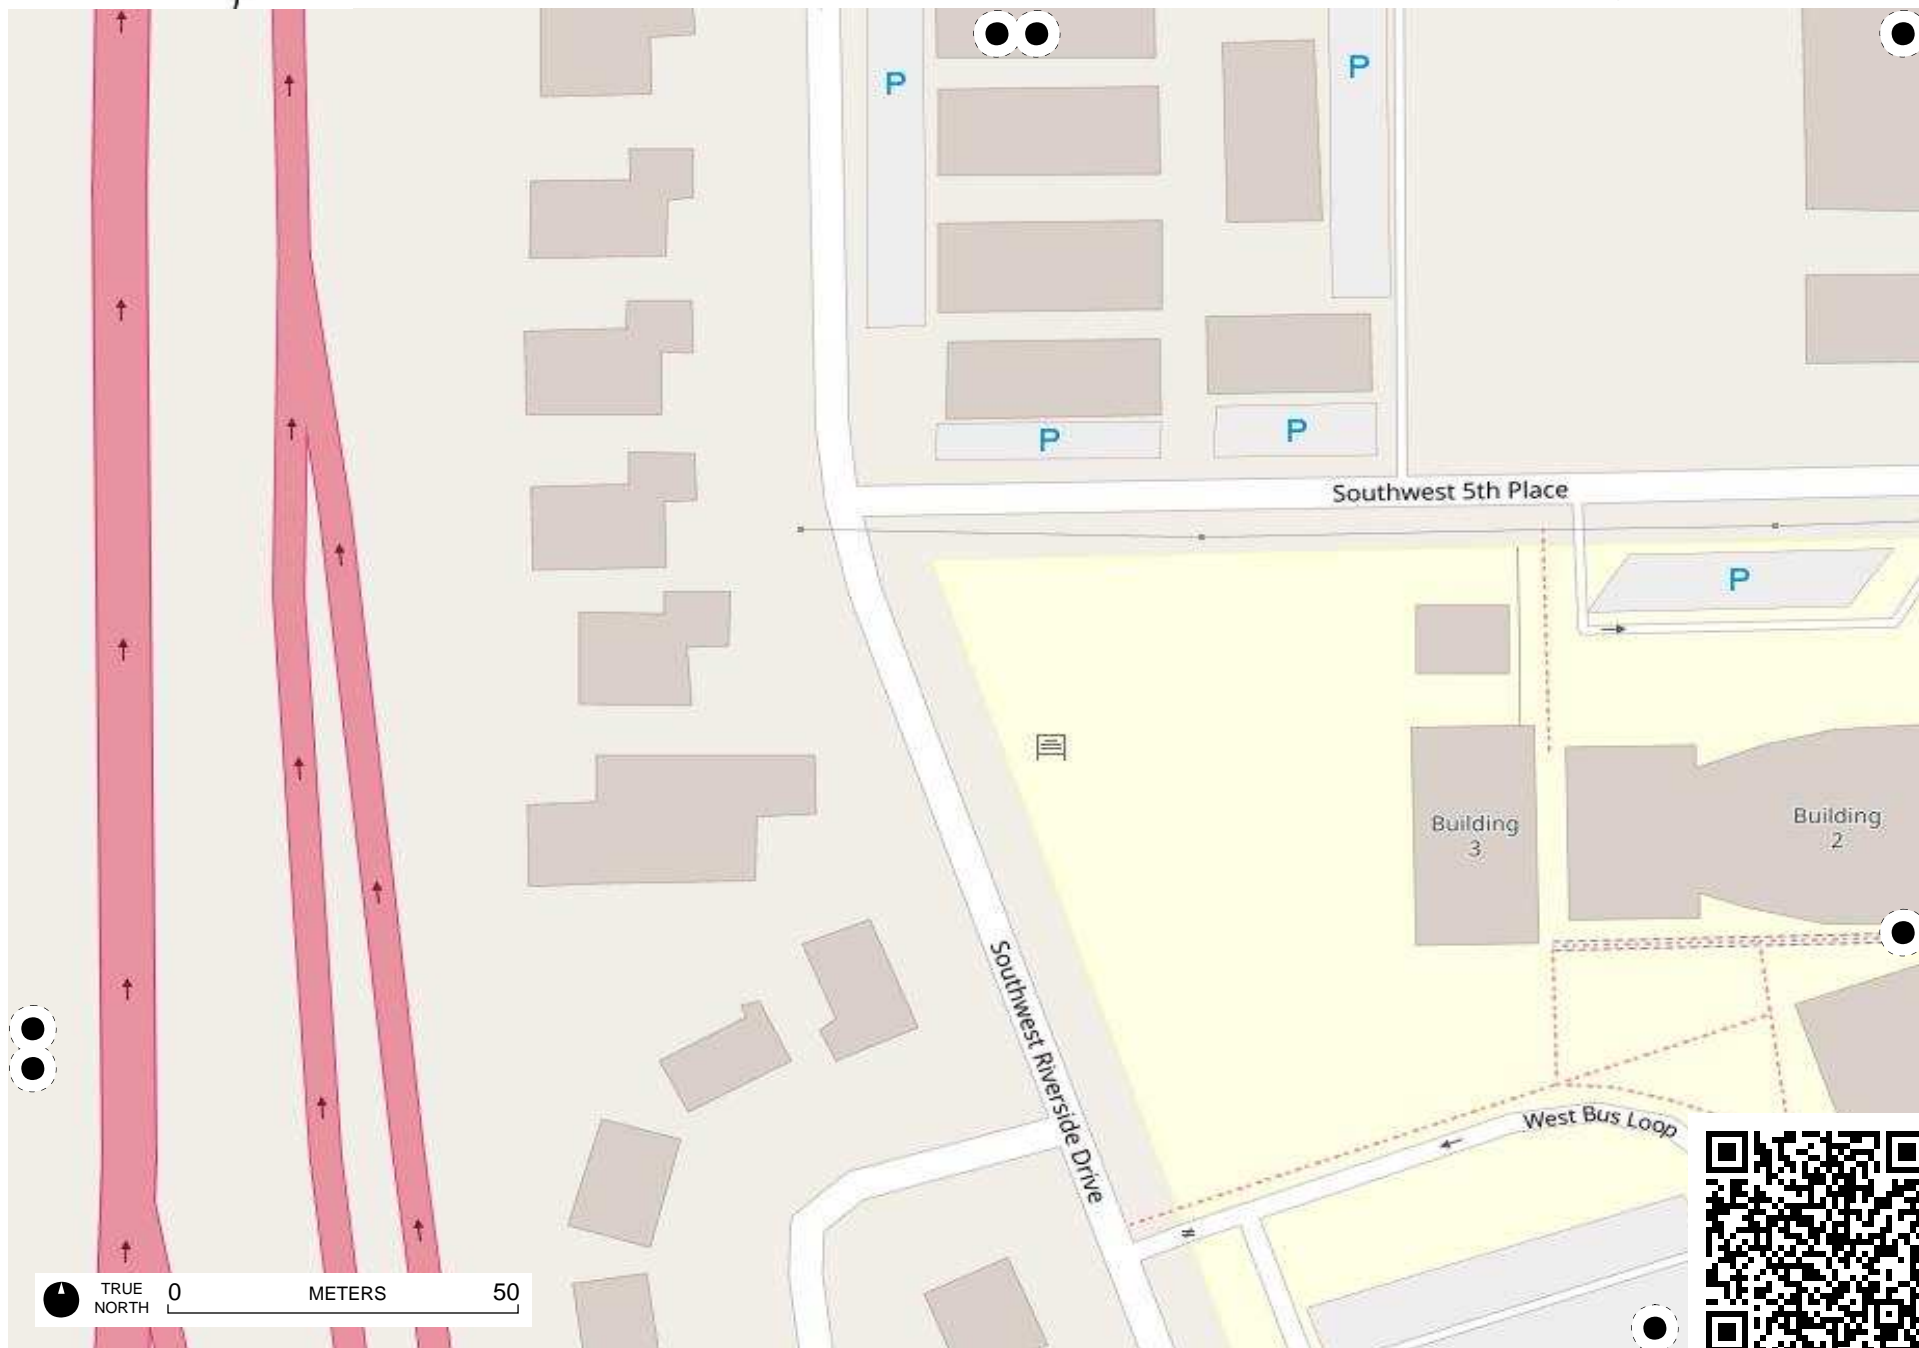 P
P
P
P
Southwest 5th Place
P
Building
3
Building
2
Southwest Riverside Drive
West Bus Loop
TRUE
NORTH
0 METERS 50